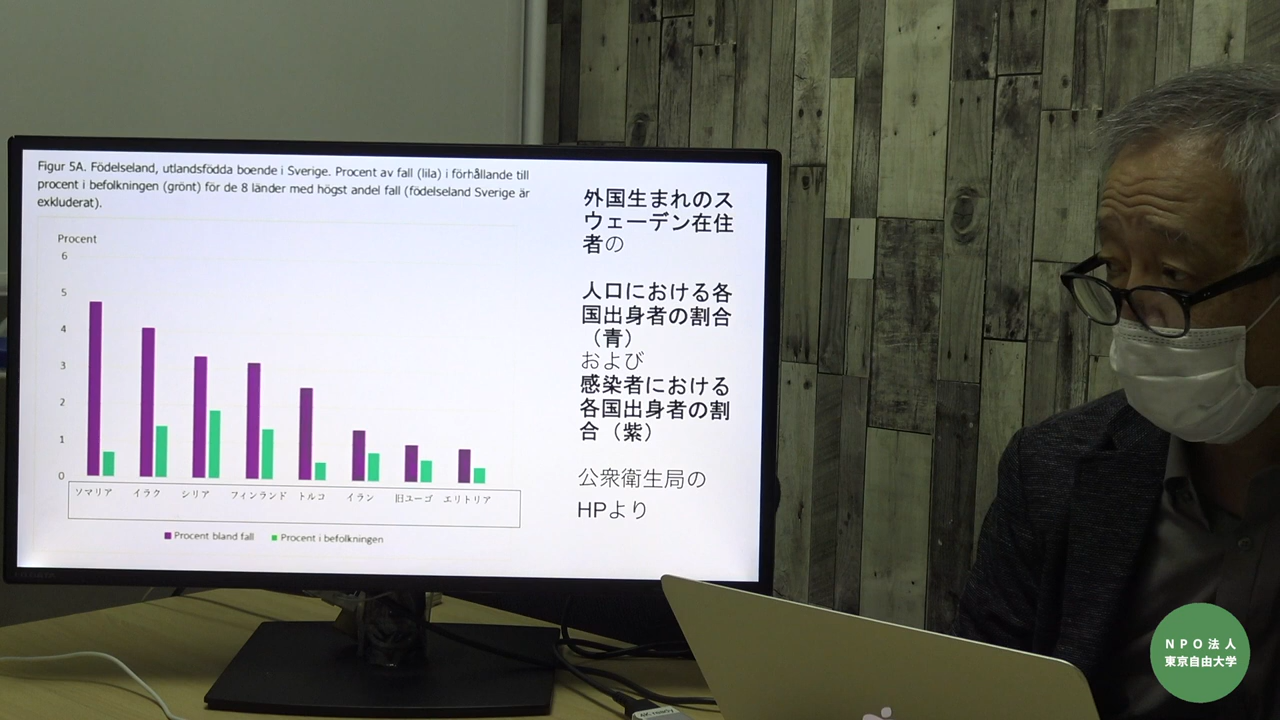 Figur 5A. Födelseland, utlandsfödda boende i Sverige. Procent av fall (lila) i förhållande till
procent i befolkningen (grönt) för de 8 länder med högst andel fall (födelseland Sverige är
exkluderat).
Procent
6
5
4
3
2
1
0
ソマリア イラク シリア フィンランド トルコ イラン 旧ユーゴ エリトリア
Procent bland fall Procent i befolkningen
外国生まれのス
ウェーデン在住
者の
人口における各
国出身者の割合
（青）
および
感染者における
各国出身者の割
合（紫）
公衆衛生局の
HPより
NPO法人
東京自由大学